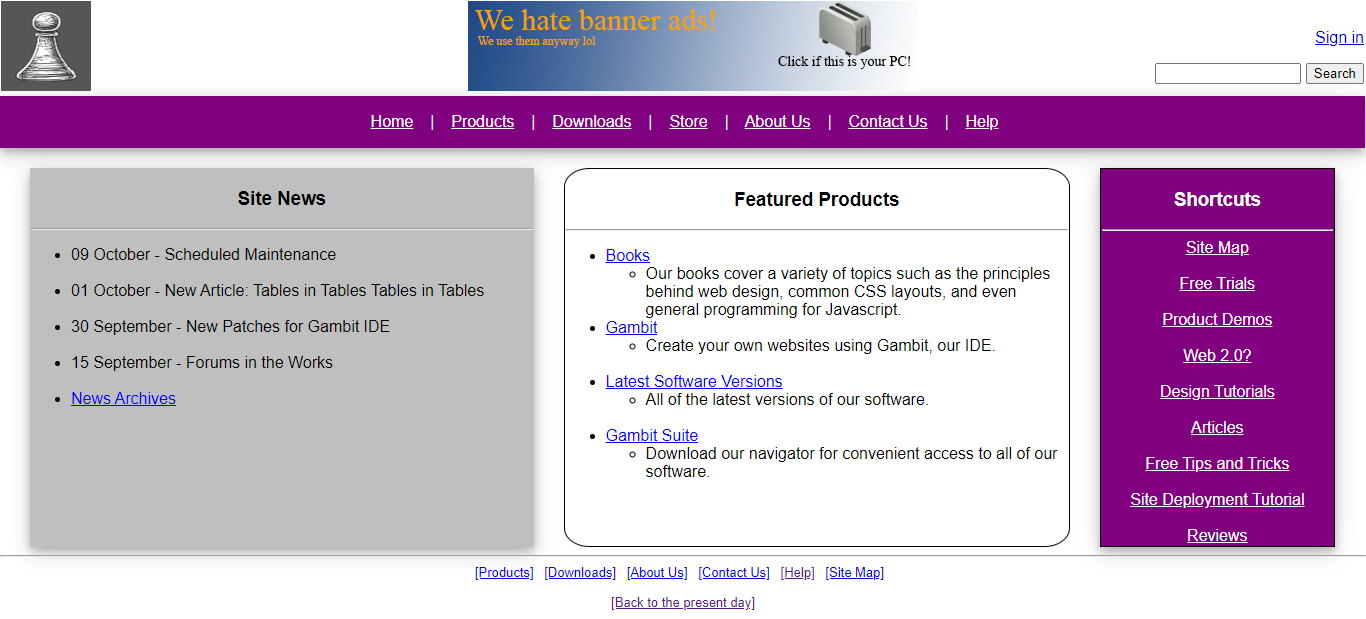 We hate banner ads!
We use them anyway lol
Click if this is your PC!
Sign in
Search
Home | Products | Downloads | Store | About Us | Contact Us | Help
Site News
09 October - Scheduled Maintenance
01 October - New Article: Tables in Tables Tables in Tables
30 September - New Patches for Gambit IDE
15 September - Forums in the Works
News Archives
Featured Products
Books
Our books cover a variety of topics such as the principles
behind web design, common CSS layouts, and even
general programming for Javascript.
Gambit
Create your own websites using Gambit, our IDE.
Latest Software Versions
All of the latest versions of our software.
Gambit Suite
Download our navigator for convenient access to all of our
software.
Shortcuts
Site Map
Free Trials
Product Demos
Web 2.0?
Design Tutorials
Articles
Free Tips and Tricks
Site Deployment Tutorial
Reviews
[Products] [Downloads] [About Us] [Contact Us] [Help] [Site Map]
[Back to the present day]